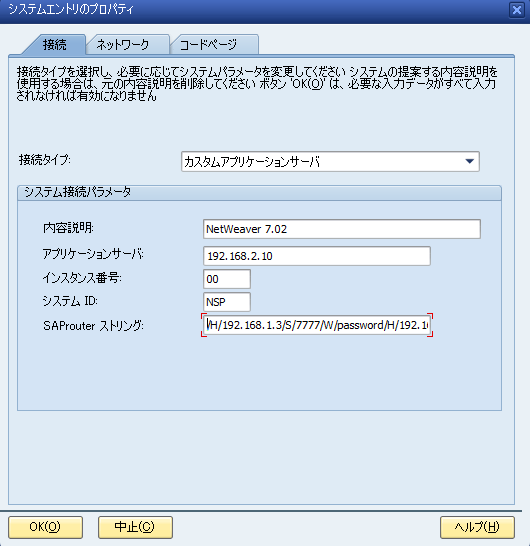 システムエントリのプロパティ
接続 ネットワーク コードページ
接続タイプを選択し、必要に応じてシステムパラメータを変更してください システムの提案する内容説明を
使用する場合は、元の内容説明を削除してください ボタン 'OK(O)' は、必要な入力データがすべて入力
されなければ有効になりません
接続タイプ: カスタムアプリケーションサーバ
システム接続パラメータ
内容説明: NetWeaver 7.02
アプリケーションサーバ: 192.168.2.10
インスタンス番号: 00
システム ID: NSP
SAProuter ストリング: /H/192.168.1.3/S/7777/W/password/H/192.1
OK(O) 中止(C) ヘルプ(H)